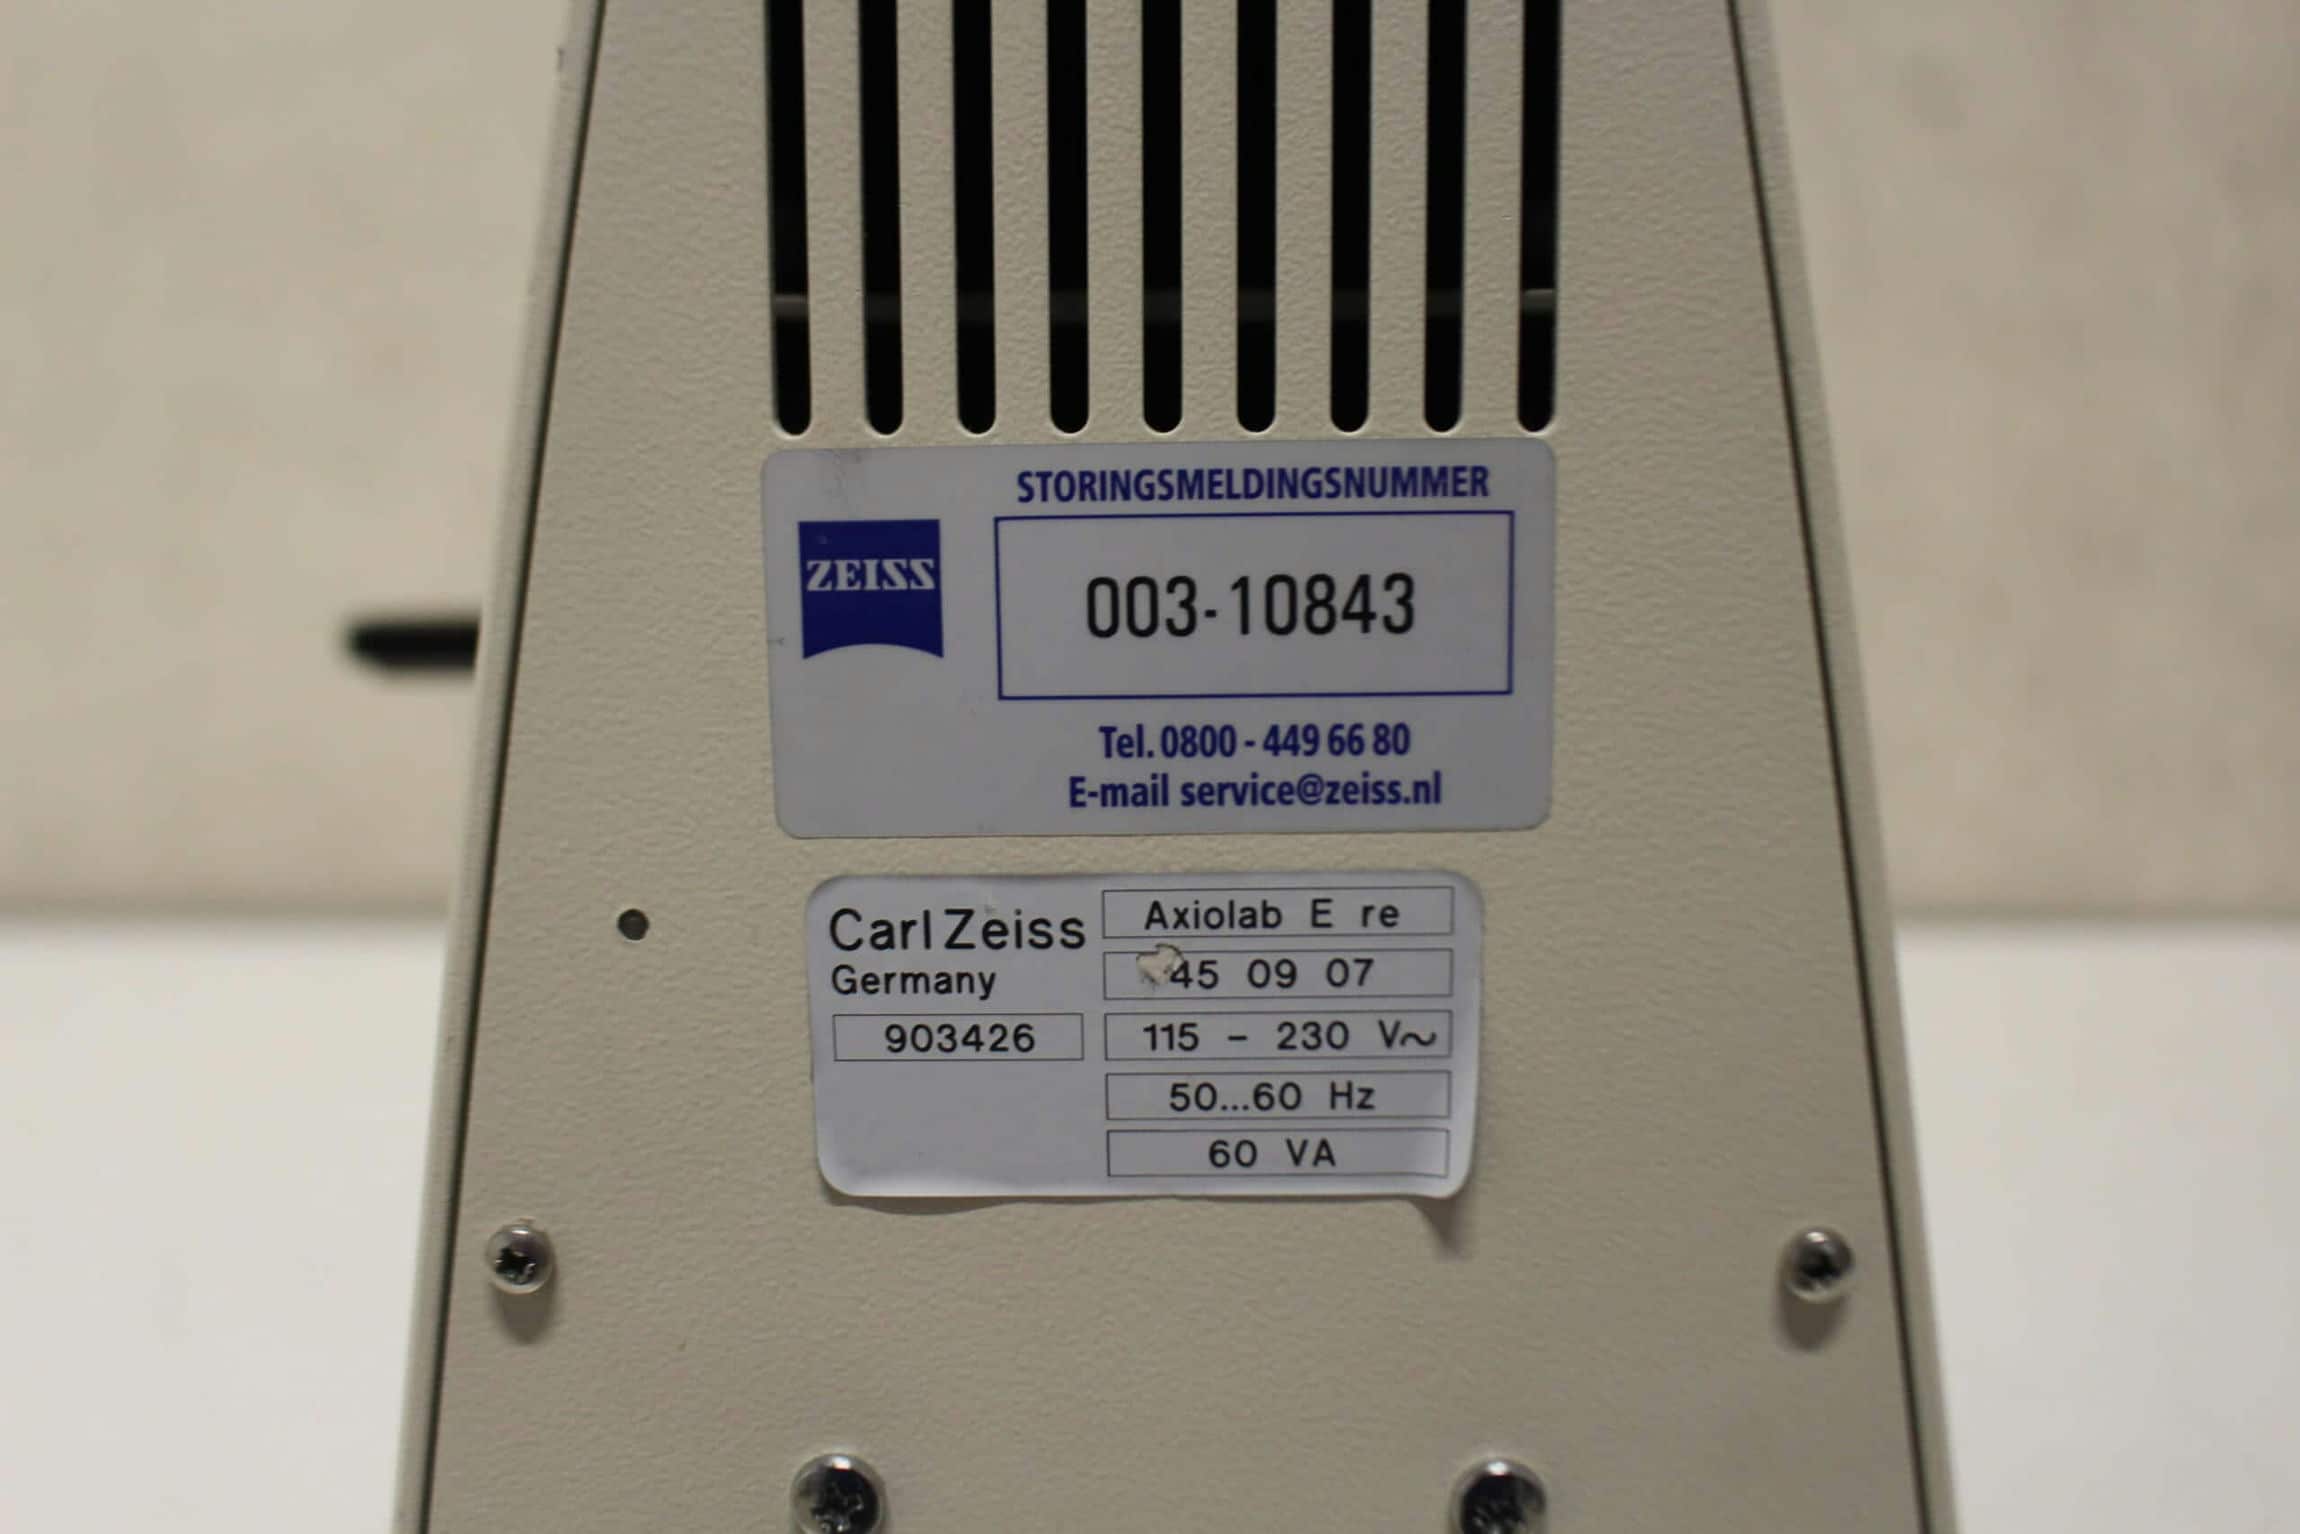 STORINGSMELDINGSNUMMER
ZEISS
003-10843
Tel. 0800 - 449 66 80
E-mail service@zeiss.nl
Carl Zeiss
Germany
903426
Axiolab E re
45 09 07
115 - 230 V~
50...60 Hz
60 VA